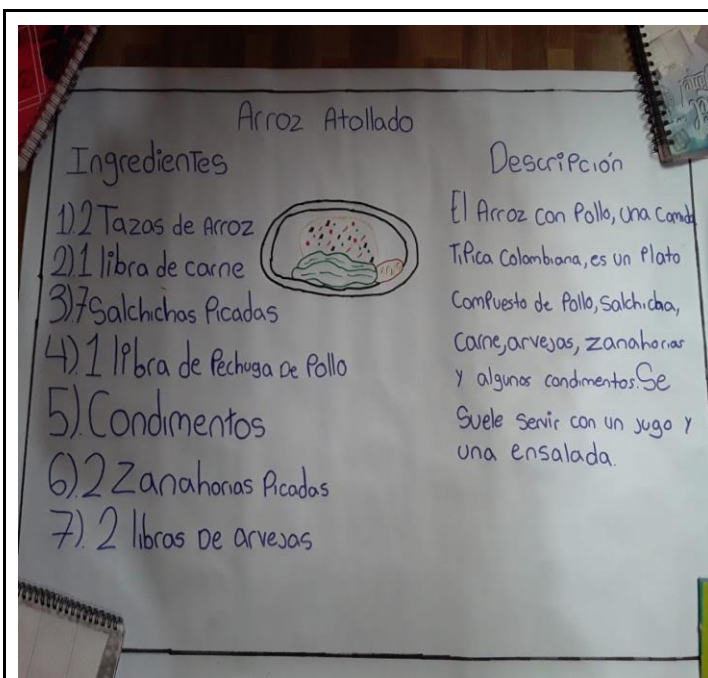 Arroz Atollado
Ingredientes
1) 2 Tazas de Arroz
2) 1 libra de carne
3) 7 Salchichas Picadas
4) 1 libra de Pechuga De Pollo
5) Condimentos
6) 2 Zanahorias Picadas
7) 2 libras De arvejas
Descripción
El Arroz con Pollo, una Comida
Tipica Colombiana, es un Plato
Compuesto de Pollo, Salchicha,
Carne, arvejas, zanahorias
y algunos condimentos. Se
Suele servir con un jugo y
una ensalada.